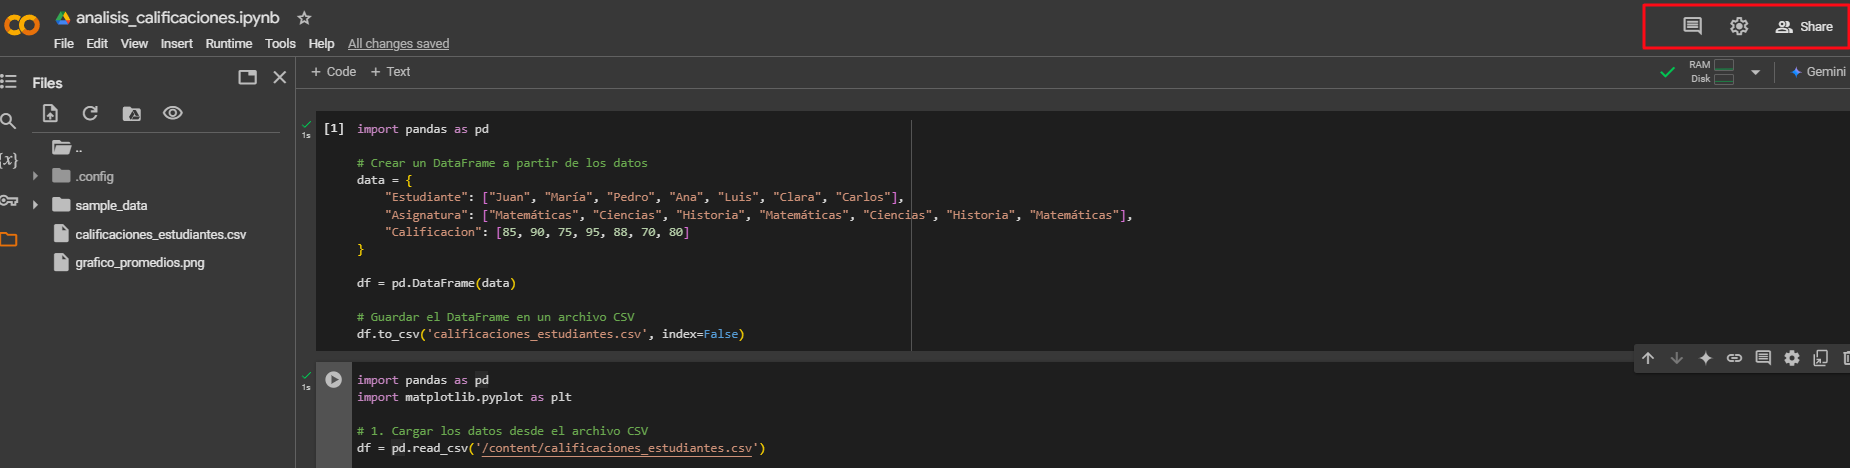 analisis_calificaciones.ipynb
File Edit View Insert Runtime Tools Help All changes saved
Share
Files
+ Code + Text
RAM
Disk
Gemini
..
.config
sample_data
calificaciones_estudiantes.csv
grafico_promedios.png
{x}
1s
[1] import pandas as pd
# Crear un DataFrame a partir de los datos
data = {
"Estudiante": ["Juan", "María", "Pedro", "Ana", "Luis", "Clara", "Carlos"],
"Asignatura": ["Matemáticas", "Ciencias", "Historia", "Matemáticas", "Ciencias", "Historia", "Matemáticas"],
"Calificacion": [85, 90, 75, 95, 88, 70, 80]
}
df = pd.DataFrame(data)
# Guardar el DataFrame en un archivo CSV
df.to_csv('calificaciones_estudiantes.csv', index=False)
1s
import pandas as pd
import matplotlib.pyplot as plt
# 1. Cargar los datos desde el archivo CSV
df = pd.read_csv('/content/calificaciones_estudiantes.csv')